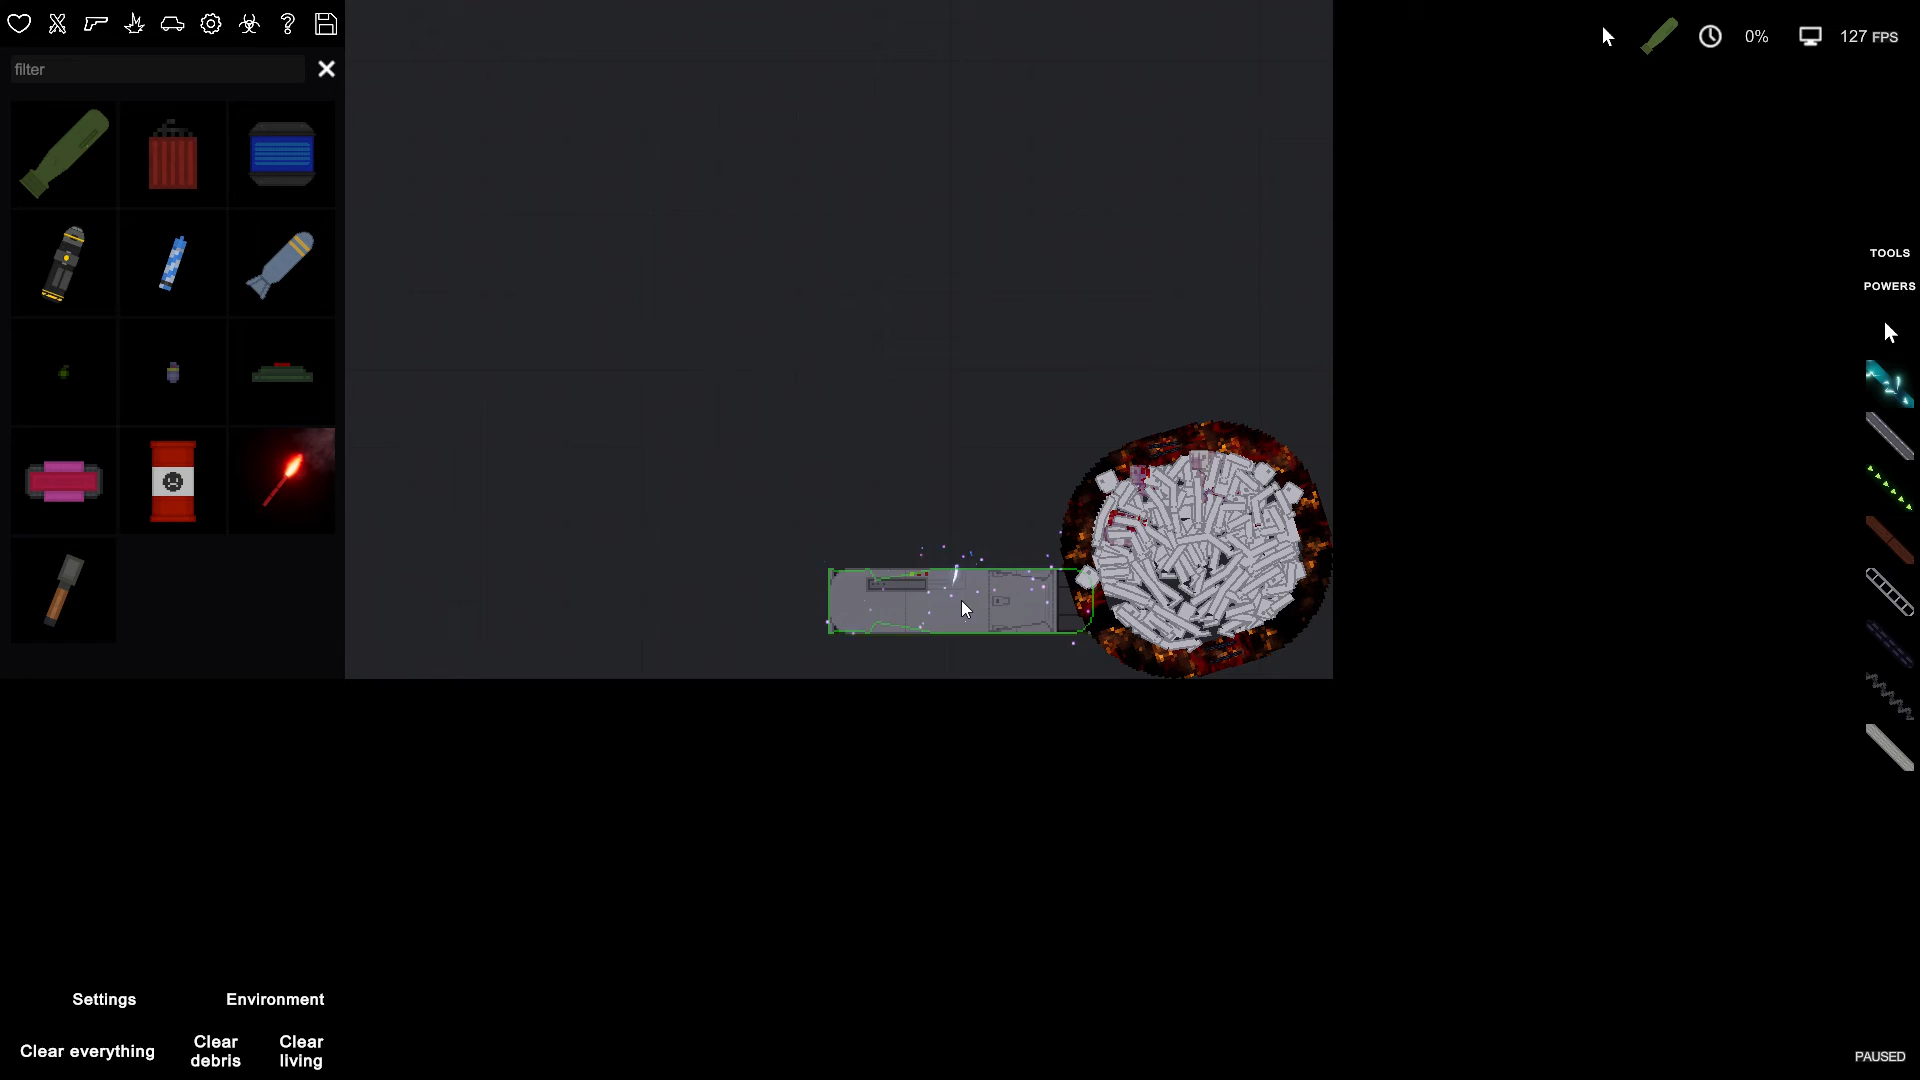 filter
0%
127 FPS
TOOLS
POWERS
Settings
Environment
Clear everything
Clear
debris
Clear
living
PAUSED